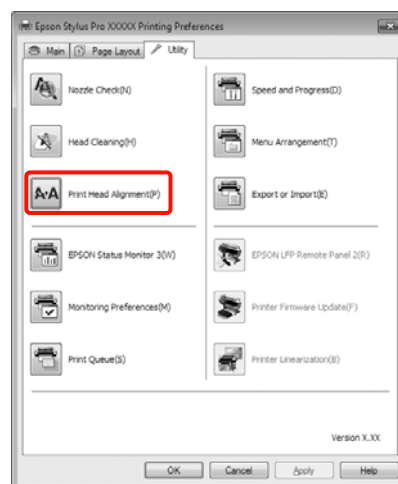 Epson Stylus Pro XXXXX Printing Preferences
Main Page Layout Utility
Nozzle Check(N)
Speed and Progress(D)
Head Cleaning(H)
Menu Arrangement(T)
A·A Print Head Alignment(P)
Export or Import(E)
EPSON Status Monitor 3(W)
EPSON LFP Remote Panel 2(R)
Monitoring Preferences(M)
Printer Firmware Update(F)
Print Queue(S)
Printer Linearization(B)
Version X.XX
OK Cancel Apply Help